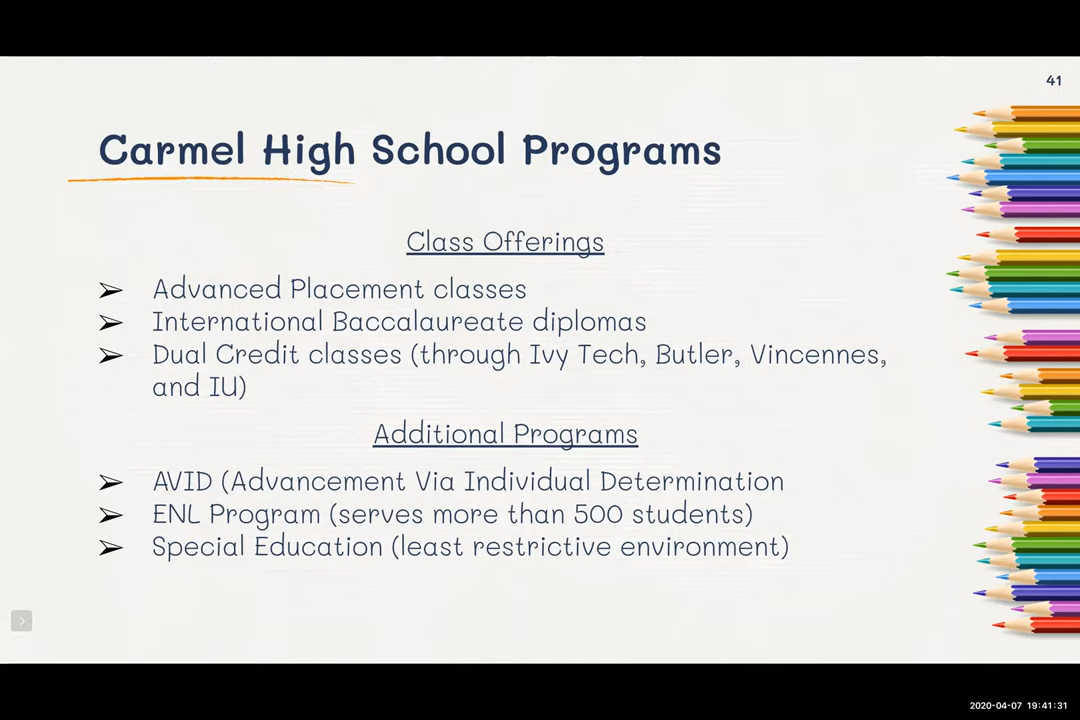 41
Carmel High School Programs
Class Offerings
➢ Advanced Placement classes
➢ International Baccalaureate diplomas
➢ Dual Credit classes (through Ivy Tech, Butler, Vincennes,
and IU)
Additional Programs
➢ AVID (Advancement Via Individual Determination
➢ ENL Program (serves more than 500 students)
➢ Special Education (least restrictive environment)
2020-04-07 19:41:31